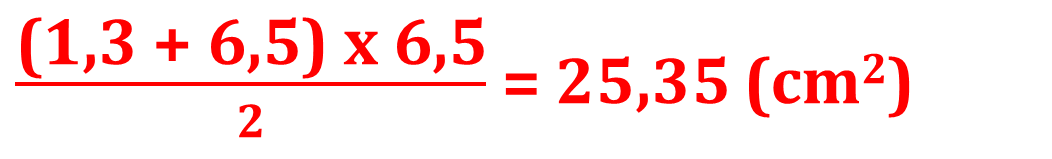 (1,3 + 6,5) x 6,5
2
= 25,35 (cm²)